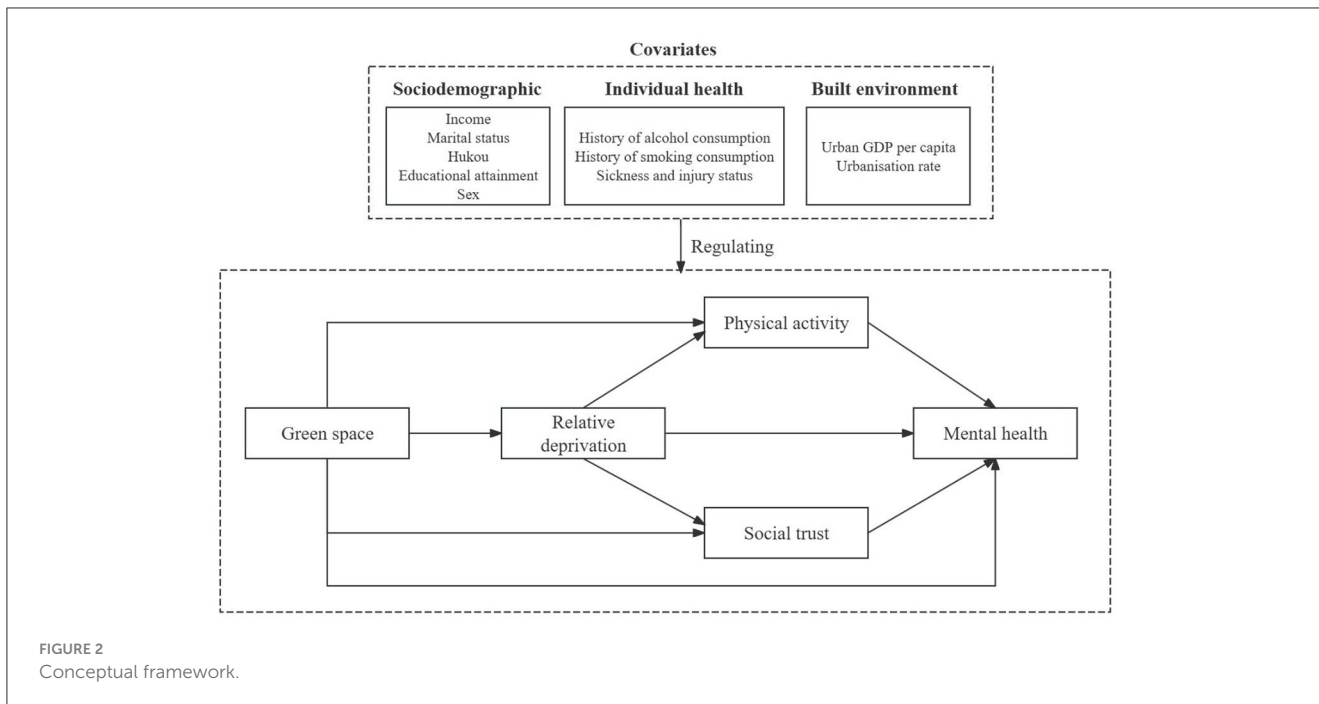 Covariates
Sociodemographic
Income
Marital status
Hukou
Educational attainment
Sex
Individual health
History of alcohol consumption
History of smoking consumption
Sickness and injury status
Built environment
Urban GDP per capita
Urbanisation rate
Regulating
Physical activity
Green space
Relative
deprivation
Mental health
Social trust
FIGURE 2
Conceptual framework.